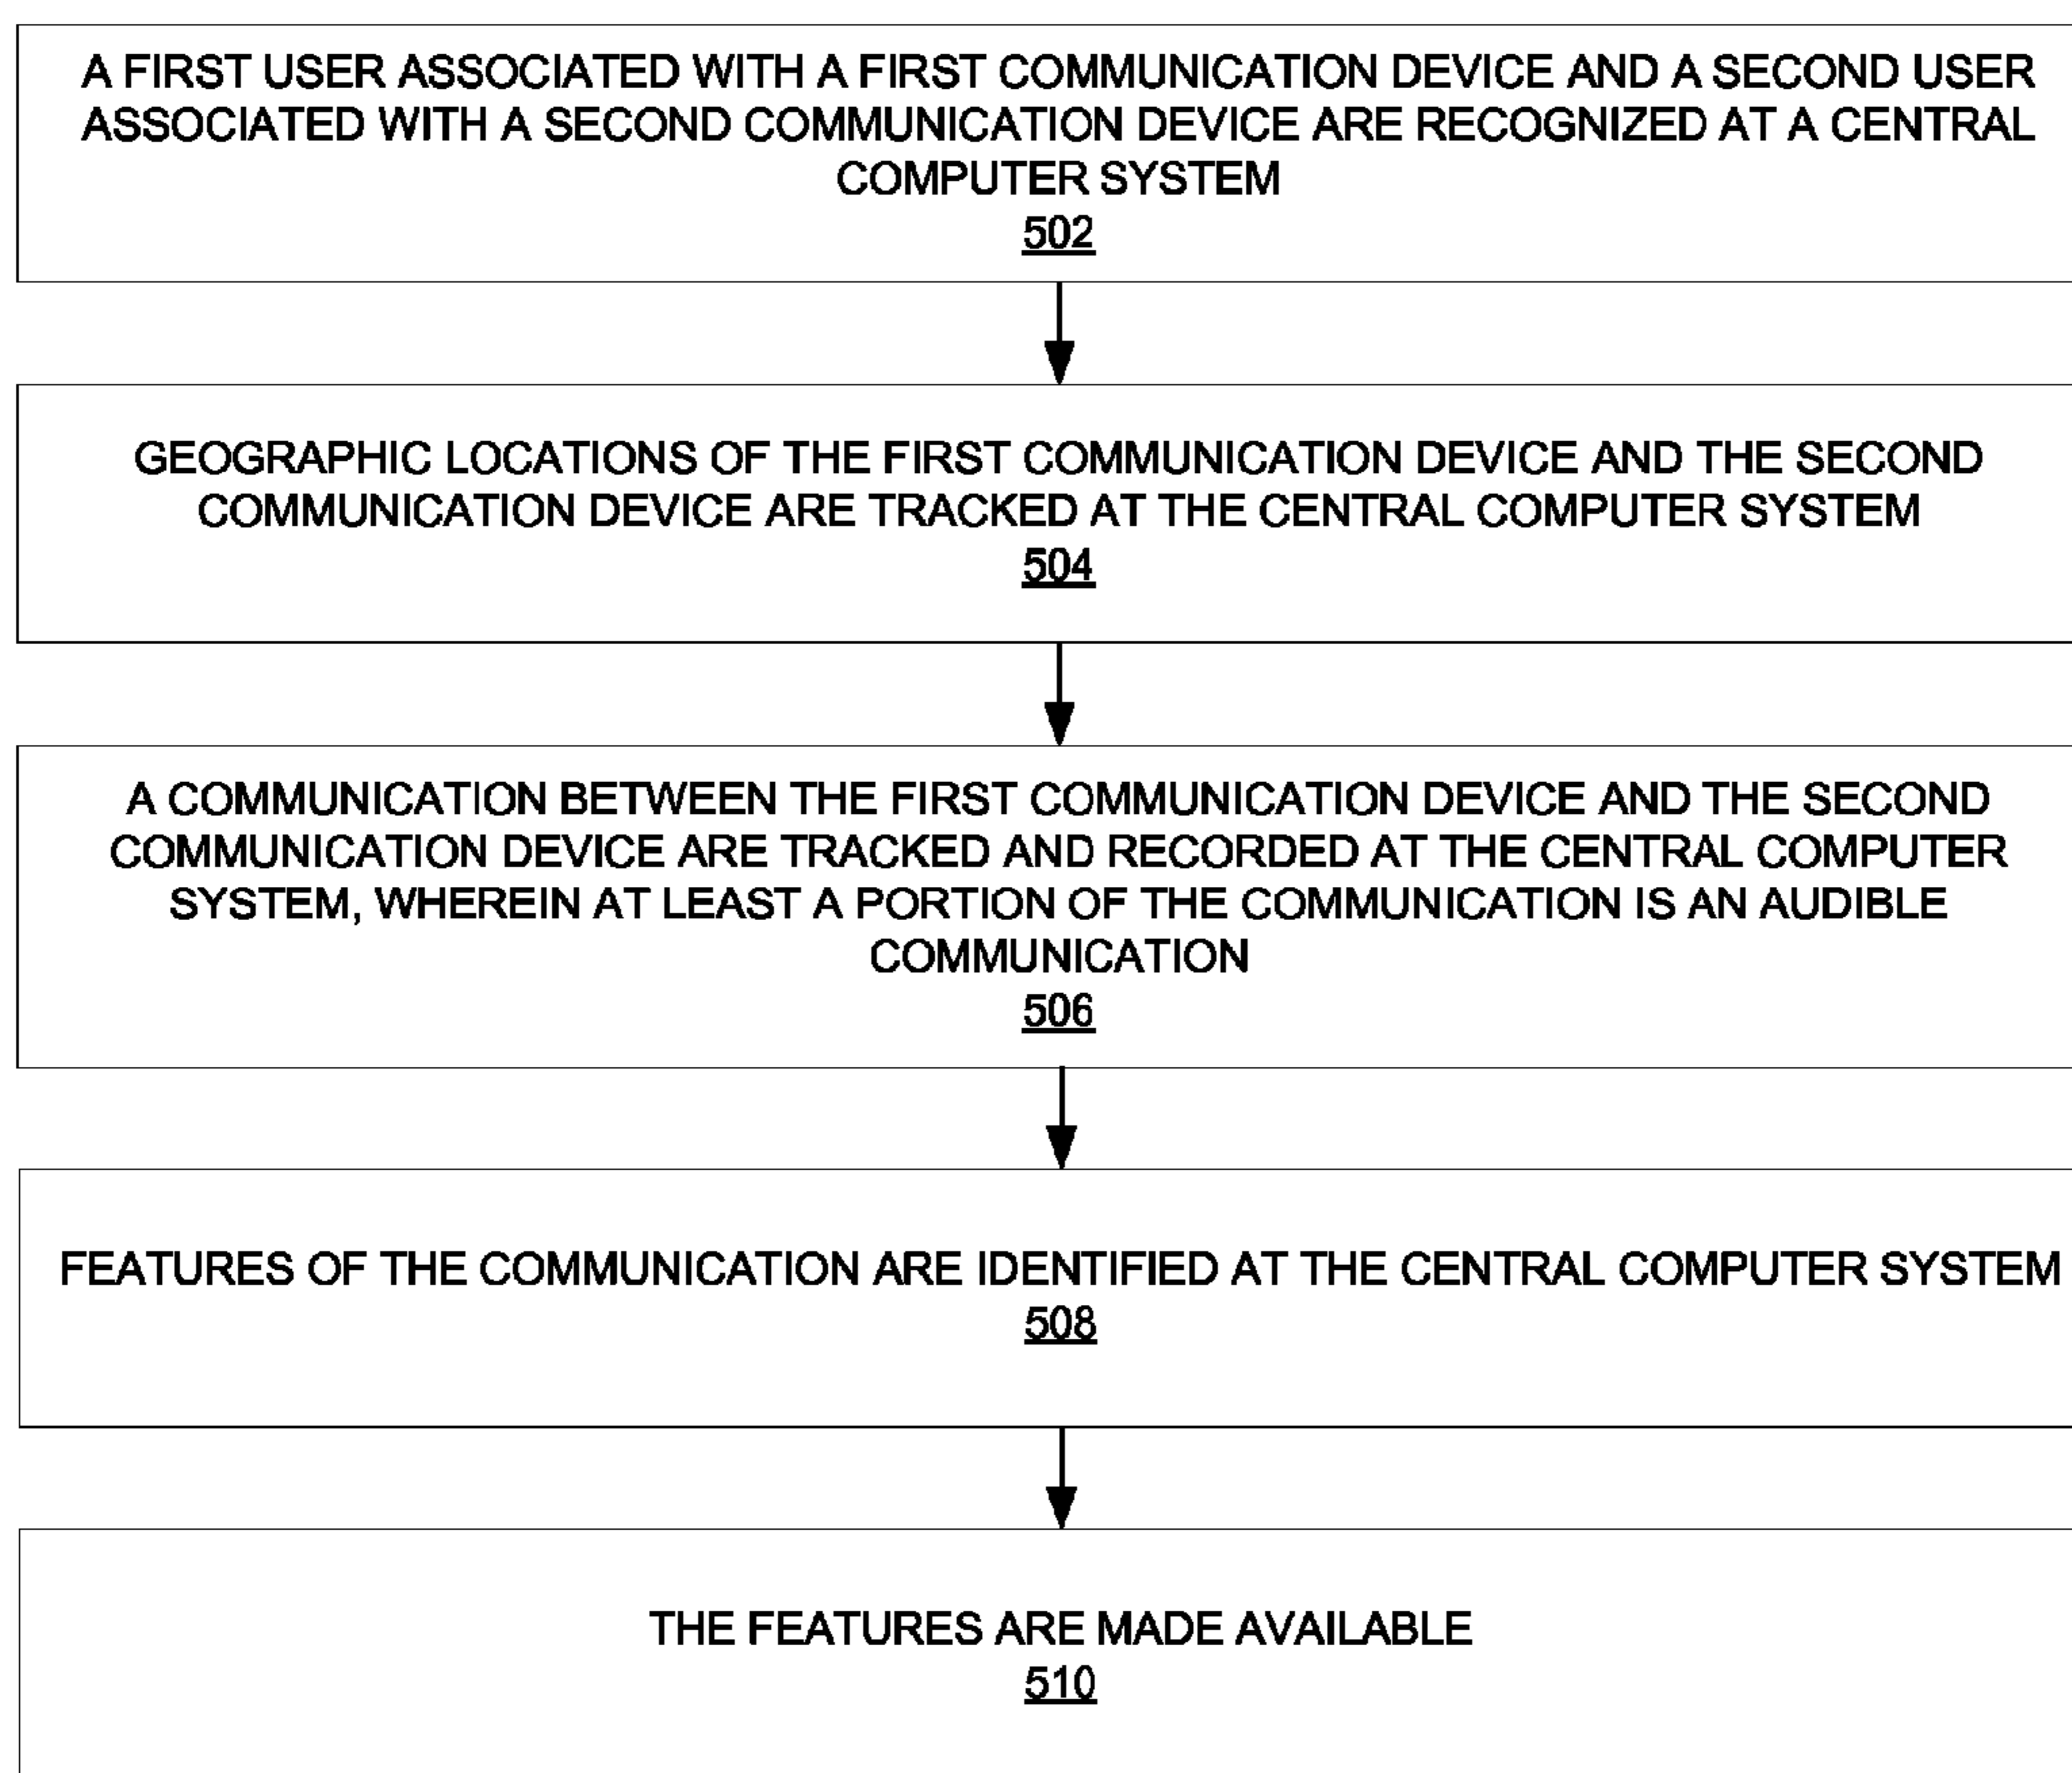 A FIRST USER ASSOCIATED WITH A FIRST COMMUNICATION DEVICE AND A SECOND USER
ASSOCIATED WITH A SECOND COMMUNICATION DEVICE ARE RECOGNIZED AT A CENTRAL
COMPUTER SYSTEM
502
GEOGRAPHIC LOCATIONS OF THE FIRST COMMUNICATION DEVICE AND THE SECOND
COMMUNICATION DEVICE ARE TRACKED AT THE CENTRAL COMPUTER SYSTEM
504
A COMMUNICATION BETWEEN THE FIRST COMMUNICATION DEVICE AND THE SECOND
COMMUNICATION DEVICE ARE TRACKED AND RECORDED AT THE CENTRAL COMPUTER
SYSTEM, WHEREIN AT LEAST A PORTION OF THE COMMUNICATION IS AN AUDIBLE
COMMUNICATION
506
FEATURES OF THE COMMUNICATION ARE IDENTIFIED AT THE CENTRAL COMPUTER SYSTEM
508
THE FEATURES ARE MADE AVAILABLE
510